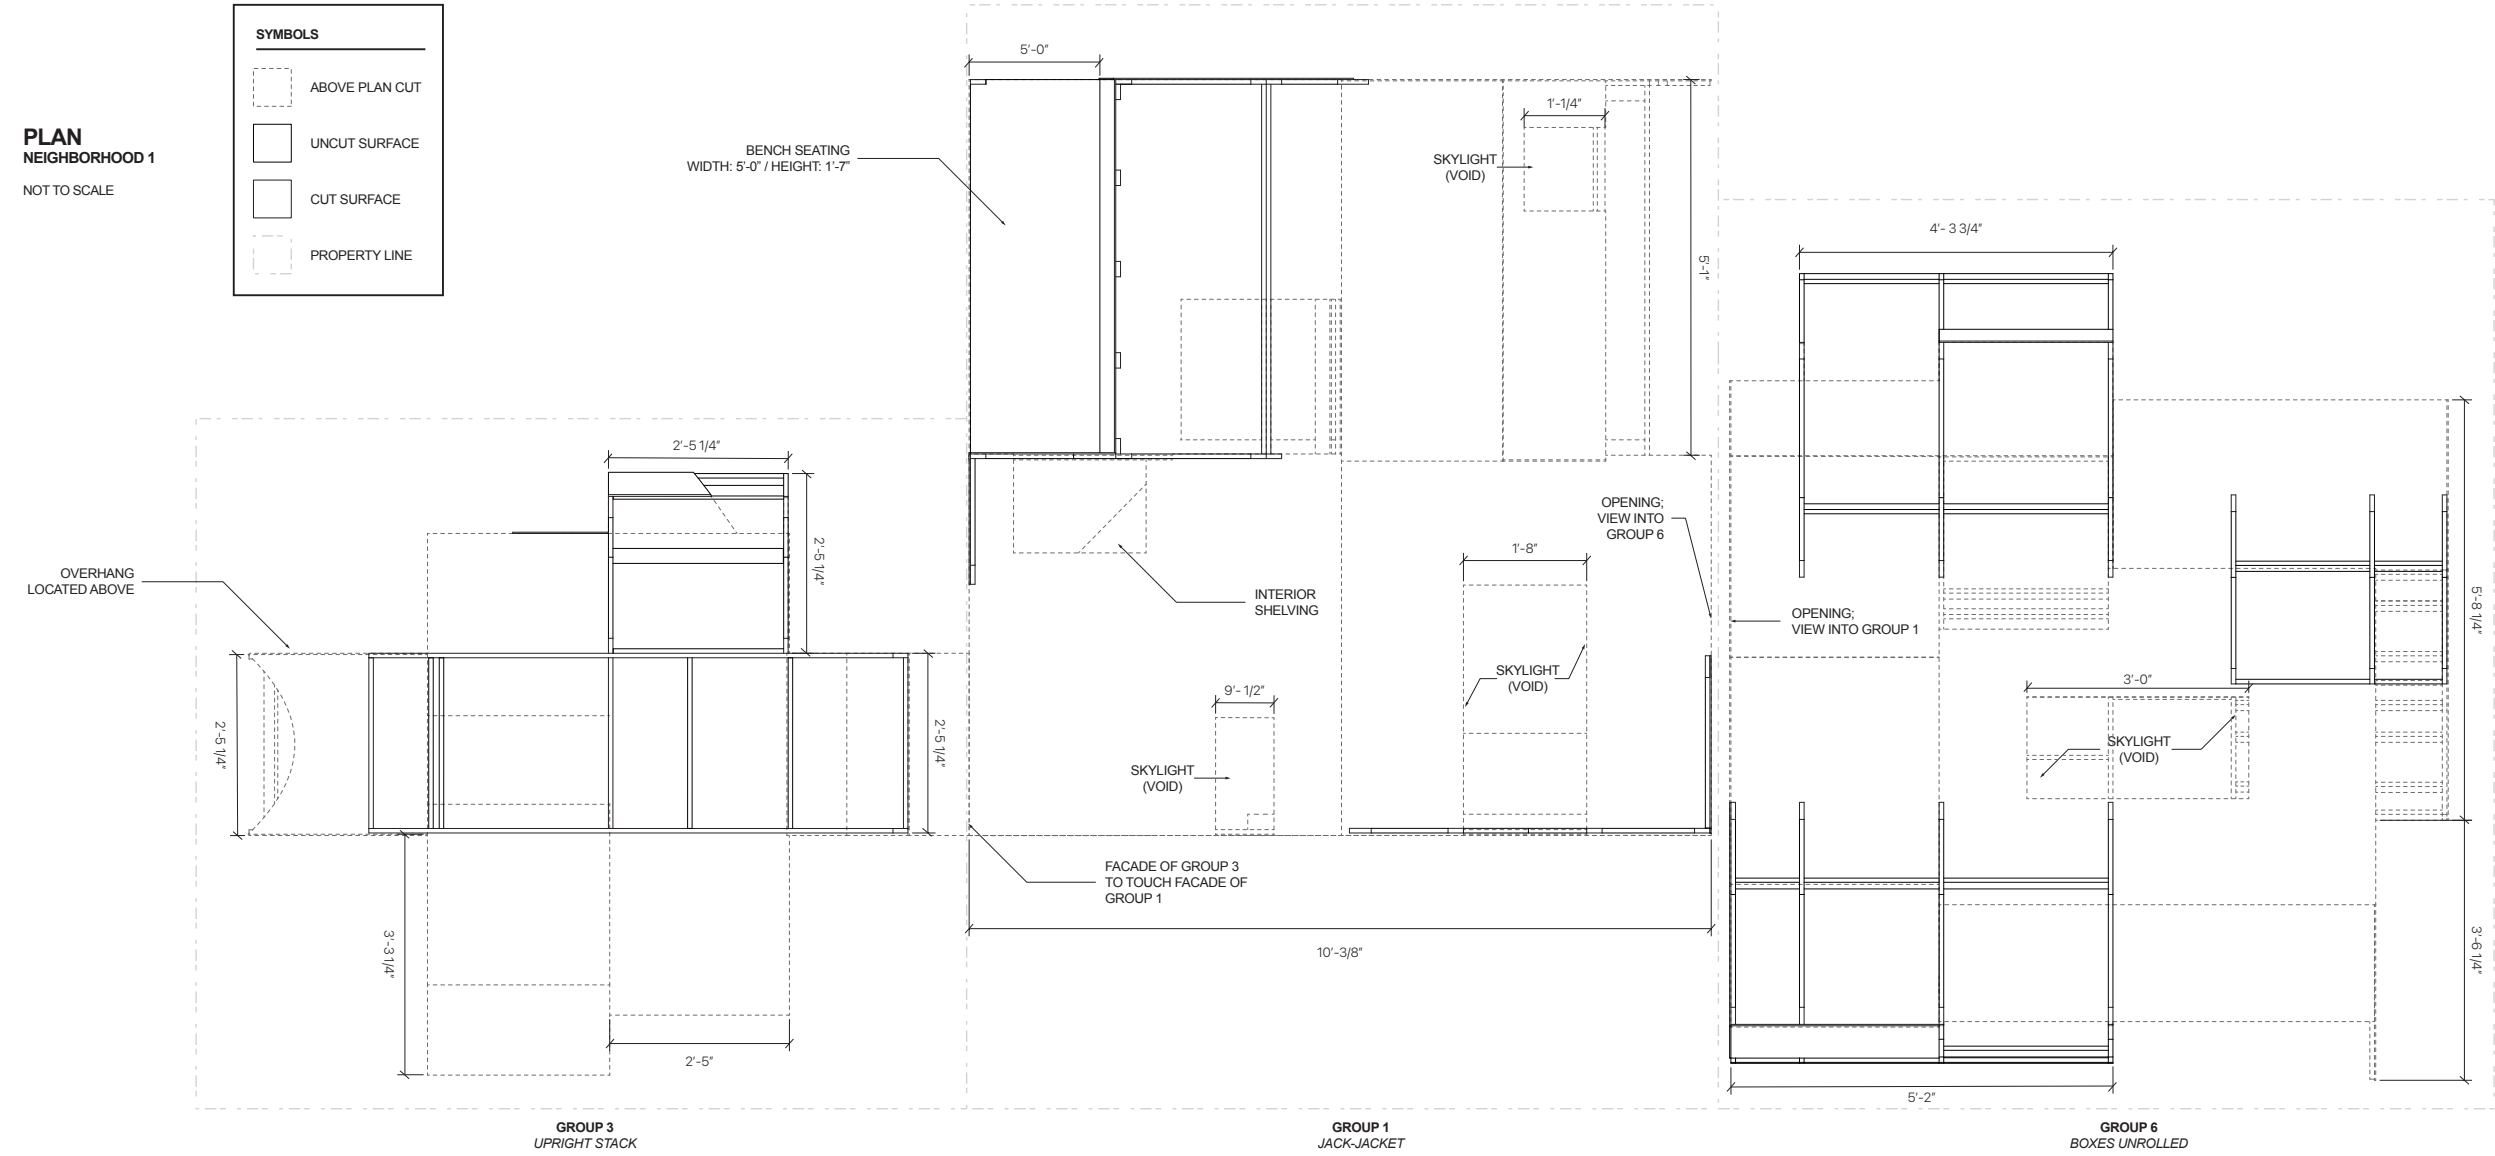 PLAN
NEIGHBORHOOD 1
NOT TO SCALE
SYMBOLS
ABOVE PLAN CUT
UNCUT SURFACE
CUT SURFACE
PROPERTY LINE
5'-0"
BENCH SEATING
WIDTH: 5'-0" / HEIGHT: 1'-7"
1'-1/4"
SKYLIGHT
(VOID)
5'-1"
4'- 3 3/4"
2'-5 1/4"
2'-5 1/4"
OVERHANG
LOCATED ABOVE
2'-5 1/4"
2'-5 1/4"
3'-3 1/4"
2'-5"
INTERIOR
SHELVING
OPENING;
VIEW INTO
GROUP 6
1'-8"
SKYLIGHT
(VOID)
9'- 1/2"
SKYLIGHT
(VOID)
FACADE OF GROUP 3
TO TOUCH FACADE OF
GROUP 1
10'-3/8"
OPENING;
VIEW INTO GROUP 1
3'-0"
SKYLIGHT
(VOID)
5'-8 1/4"
3'-6 1/4"
5'-2"
GROUP 3
UPRIGHT STACK
GROUP 1
JACK-JACKET
GROUP 6
BOXES UNROLLED